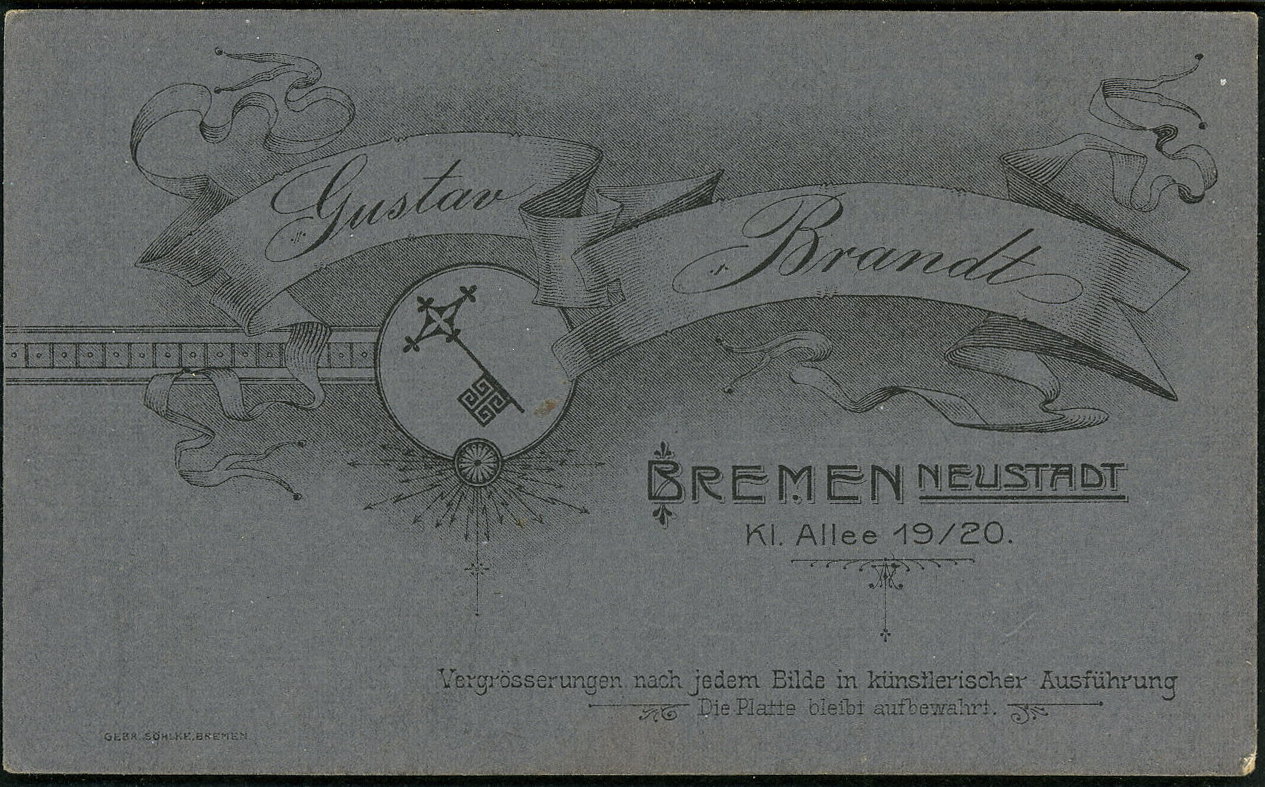 Gustav Brandt
BREMEN NEUSTADT
Kl. Allee 19/20.
Vergrösserungen nach jedem Bilde in künstlerischer Ausführung
Die Platte bleibt aufbewahrt.
GEBR. SÖHLKE, BREMEN